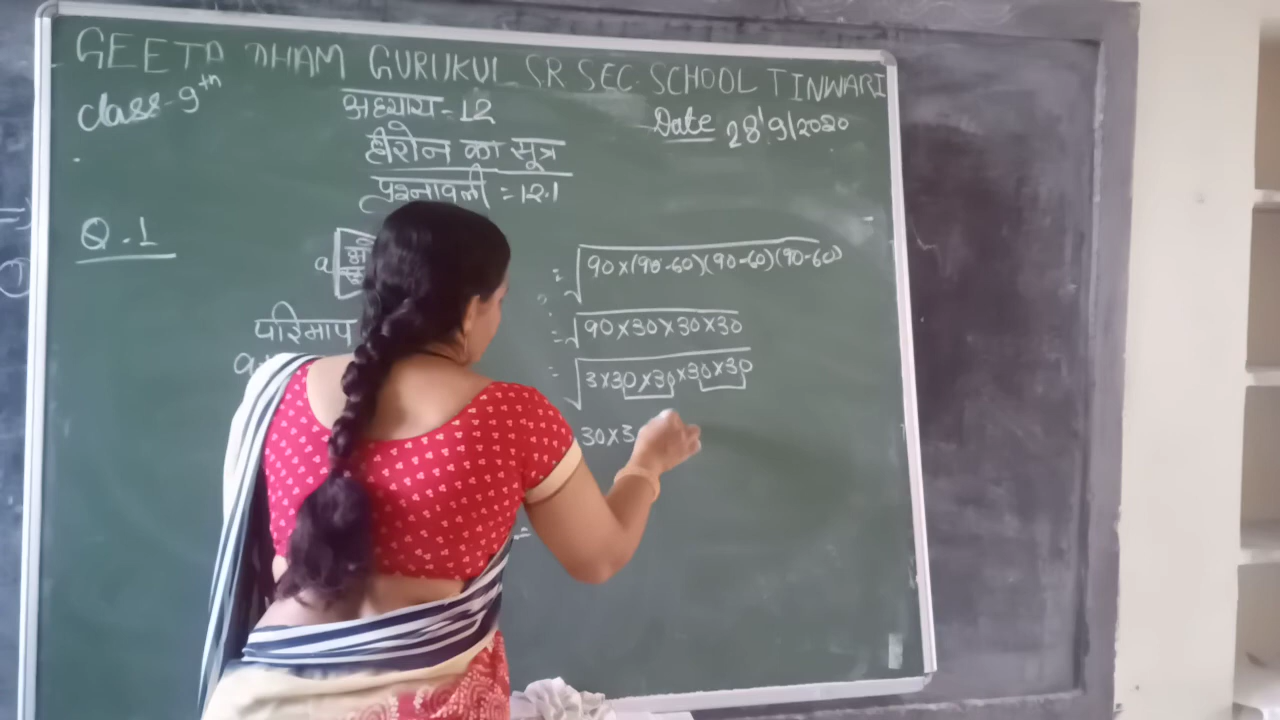 GEETA DHAM GURUKUL SR SEC. SCHOOL TINWARI
class-9th
अध्याय-12
Date 28/9/2020
हीरोन का सूत्र
प्रश्नावली = 12.1
Q.1
a
परिमाप
= √90×(90-60)(90-60)(90-60)
= √90×30×30×30
= √3×30×30×30×30
30×3
=